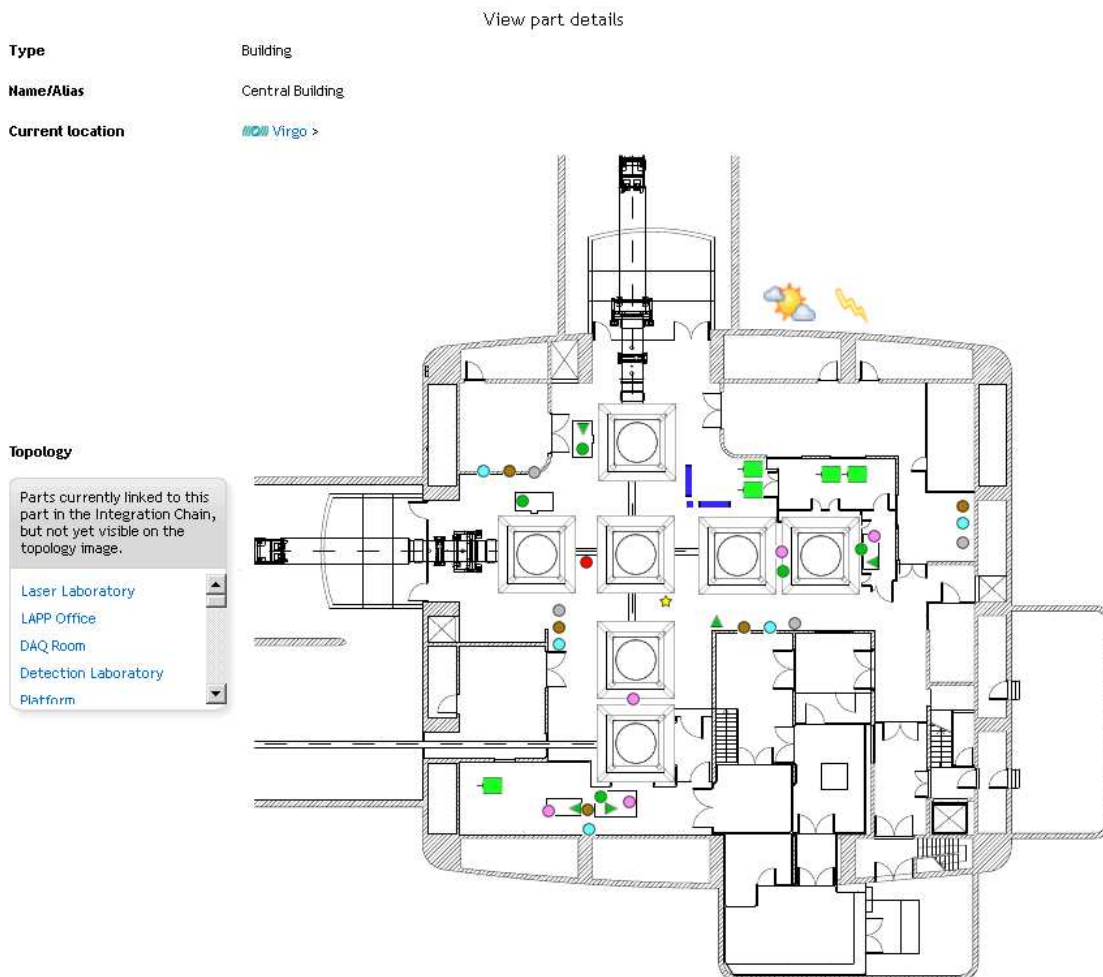 View part details
Type Building
Name/Alias Central Building
Current location Virgo >
Topology
Parts currently linked to this
part in the Integration Chain,
but not yet visible on the
topology image.
Laser Laboratory
LAPP Office
DAQ Room
Detection Laboratory
Platform